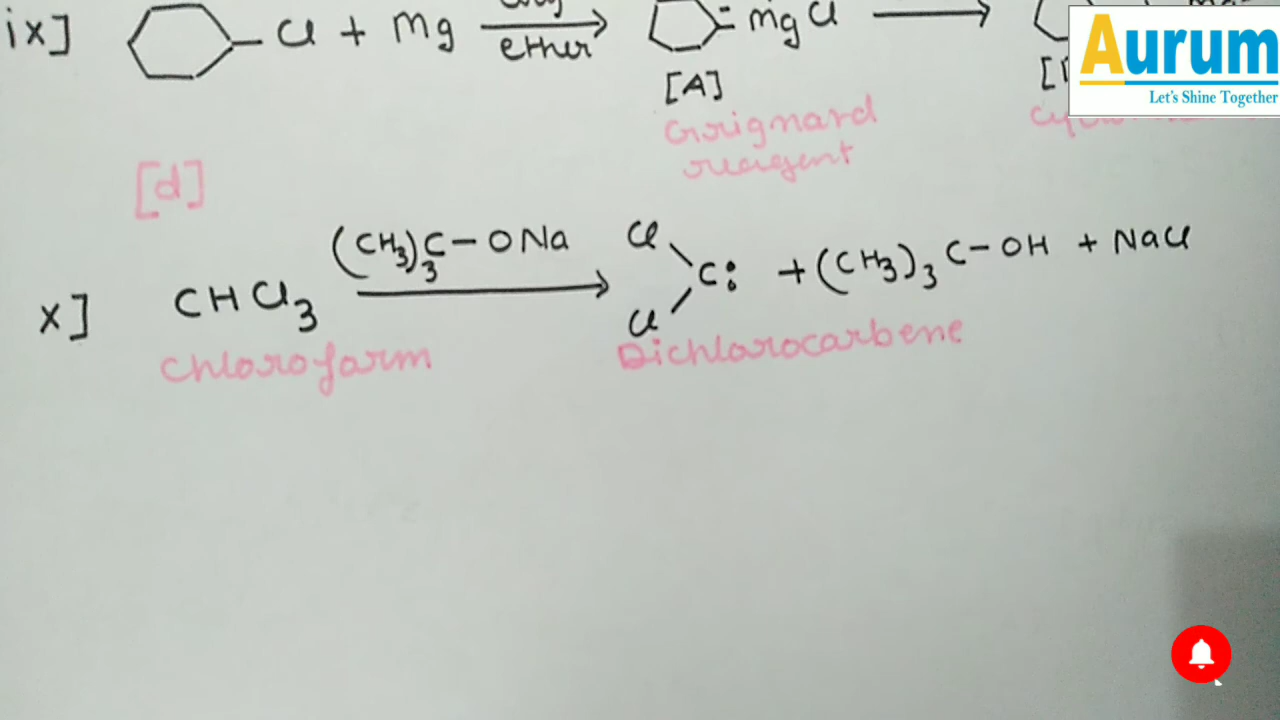 ix] Cl + Mg ether MgCl
[A]
Grignard
reagent
[d]
x] CHCl3 (CH3)3C-ONa Cl Cl C: + (CH3)3C-OH + NaCl
Chloroform Dichlorocarbene
Aurum
Let's Shine Together